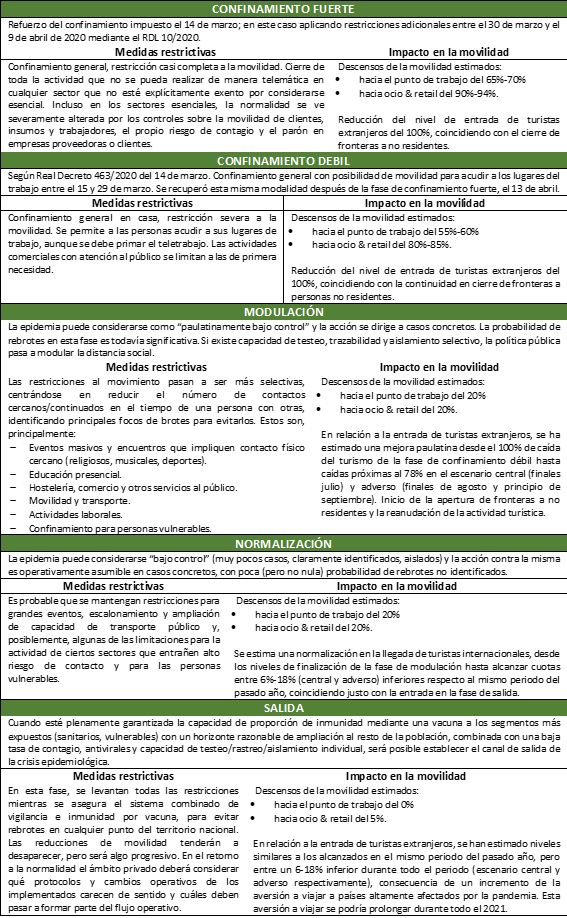 CONFINAMIENTO FUERTE
Refuerzo del confinamiento impuesto el 14 de marzo; en este caso aplicando restricciones adicionales entre el 30 de marzo y el
9 de abril de 2020 mediante el RDL 10/2020.
Medidas restrictivas
Confinamiento general, restricción casi completa a la movilidad. Cierre de
toda la actividad que no se pueda realizar de manera telemática en
cualquier sector que no esté explícitamente exento por considerarse
esencial. Incluso en los sectores esenciales, la normalidad se ve
severamente alterada por los controles sobre la movilidad de clientes,
insumos y trabajadores, el propio riesgo de contagio y el parón en
empresas proveedoras o clientes.
Impacto en la movilidad
Descensos de la movilidad estimados:
• hacia el punto de trabajo del 65%-70%
• hacia ocio & retail del 90%-94%.
Reducción del nivel de entrada de turistas
extranjeros del 100%, coincidiendo con el cierre de
fronteras a no residentes.
CONFINAMIENTO DEBIL
Según Real Decreto 463/2020 del 14 de marzo. Confinamiento general con posibilidad de movilidad para acudir a los lugares del
trabajo entre el 15 y 29 de marzo. Se recuperó esta misma modalidad después de la fase de confinamiento fuerte, el 13 de abril.
Medidas restrictivas
Confinamiento general en casa, restricción severa a la
movilidad. Se permite a las personas acudir a sus lugares de
trabajo, aunque se debe primar el teletrabajo. Las actividades
comerciales con atención al público se limitan a las de primera
necesidad.
Impacto en la movilidad
Descensos de la movilidad estimados:
• hacia el punto de trabajo del 55%-60%
• hacia ocio & retail del 80%-85%.
Reducción del nivel de entrada de turistas extranjeros del
100%, coincidiendo con la continuidad en cierre de fronteras a
personas no residentes.
MODULACIÓN
La epidemia puede considerarse como “paulatinamente bajo control” y la acción se dirige a casos concretos. La probabilidad de
rebrotes en esta fase es todavía significativa. Si existe capacidad de testeo, trazabilidad y aislamiento selectivo, la política pública
pasa a modular la distancia social.
Medidas restrictivas
Las restricciones al movimiento pasan a ser más selectivas,
centrándose en reducir el número de contactos
cercanos/continuados en el tiempo de una persona con otras,
identificando principales focos de brotes para evitarlos. Estos son,
principalmente:
– Eventos masivos y encuentros que impliquen contacto físico
cercano (religiosos, musicales, deportes).
– Educación presencial.
– Hostelería, comercio y otros servicios al público.
– Movilidad y transporte.
– Actividades laborales.
– Confinamiento para personas vulnerables.
Impacto en la movilidad
Descensos de la movilidad estimados:
• hacia el punto de trabajo del 20%
• hacia ocio & retail del 20%.
En relación a la entrada de turistas extranjeros, se ha
estimado una mejora paulatina desde el 100% de caída
del turismo de la fase de confinamiento débil hasta
caídas próximas al 78% en el escenario central (finales
julio) y adverso (finales de agosto y principio de
septiembre). Inicio de la apertura de fronteras a no
residentes y la reanudación de la actividad turística.
NORMALIZACIÓN
La epidemia puede considerarse “bajo control” (muy pocos casos, claramente identificados, aislados) y la acción contra la misma
es operativamente asumible en casos concretos, con poca (pero no nula) probabilidad de rebrotes no identificados.
Medidas restrictivas
Es probable que se mantengan restricciones para
grandes eventos, escalonamiento y ampliación
de capacidad de transporte público y,
posiblemente, algunas de las limitaciones para la
actividad de ciertos sectores que entrañen alto
riesgo de contacto y para las personas
vulnerables.
Impacto en la movilidad
Descensos de la movilidad estimados:
• hacia el punto de trabajo del 20%
• hacia ocio & retail del 20%.
Se estima una normalización en la llegada de turistas internacionales, desde
los niveles de finalización de la fase de modulación hasta alcanzar cuotas
entre 6%-18% (central y adverso) inferiores respecto al mismo periodo del
pasado año, coincidiendo justo con la entrada en la fase de salida.
SALIDA
Cuando esté plenamente garantizada la capacidad de proporción de inmunidad mediante una vacuna a los segmentos más
expuestos (sanitarios, vulnerables) con un horizonte razonable de ampliación al resto de la población, combinada con una baja
tasa de contagio, antivirales y capacidad de testeo/rastreo/aislamiento individual, será posible establecer el canal de salida de
la crisis epidemiológica.
Medidas restrictivas
En esta fase, se levantan todas las restricciones
mientras se asegura el sistema combinado de
vigilancia e inmunidad por vacuna, para evitar
rebrotes en cualquier punto del territorio nacional.
Las reducciones de movilidad tenderán a
desaparecer, pero será algo progresivo. En el retorno
a la normalidad el ámbito privado deberá considerar
qué protocolos y cambios operativos de los
implementados carecen de sentido y cuáles deben
pasar a formar parte del flujo operativo.
Impacto en la movilidad
Descensos de la movilidad estimados:
• hacia el punto de trabajo del 0%
• hacia ocio & retail del 5%.
En relación a la entrada de turistas extranjeros, se han estimado niveles
similares a los alcanzados en el mismo periodo del pasado año, pero
entre un 6-18% inferior durante todo el periodo (escenario central y
adverso respectivamente), consecuencia de un incremento de la
aversión a viajar a países altamente afectados por la pandemia. Esta
aversión a viajar se podría prolongar durante todo el 2021.